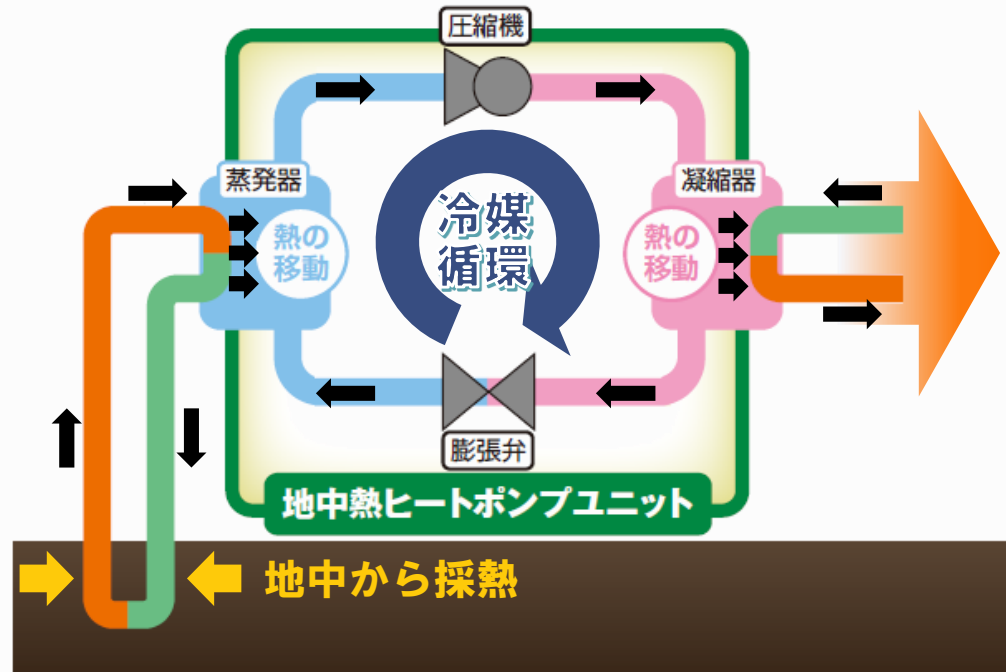 圧縮機
蒸発器
凝縮器
熱の
移動
冷媒
循環
熱の
移動
膨張弁
地中熱ヒートポンプユニット
地中から採熱